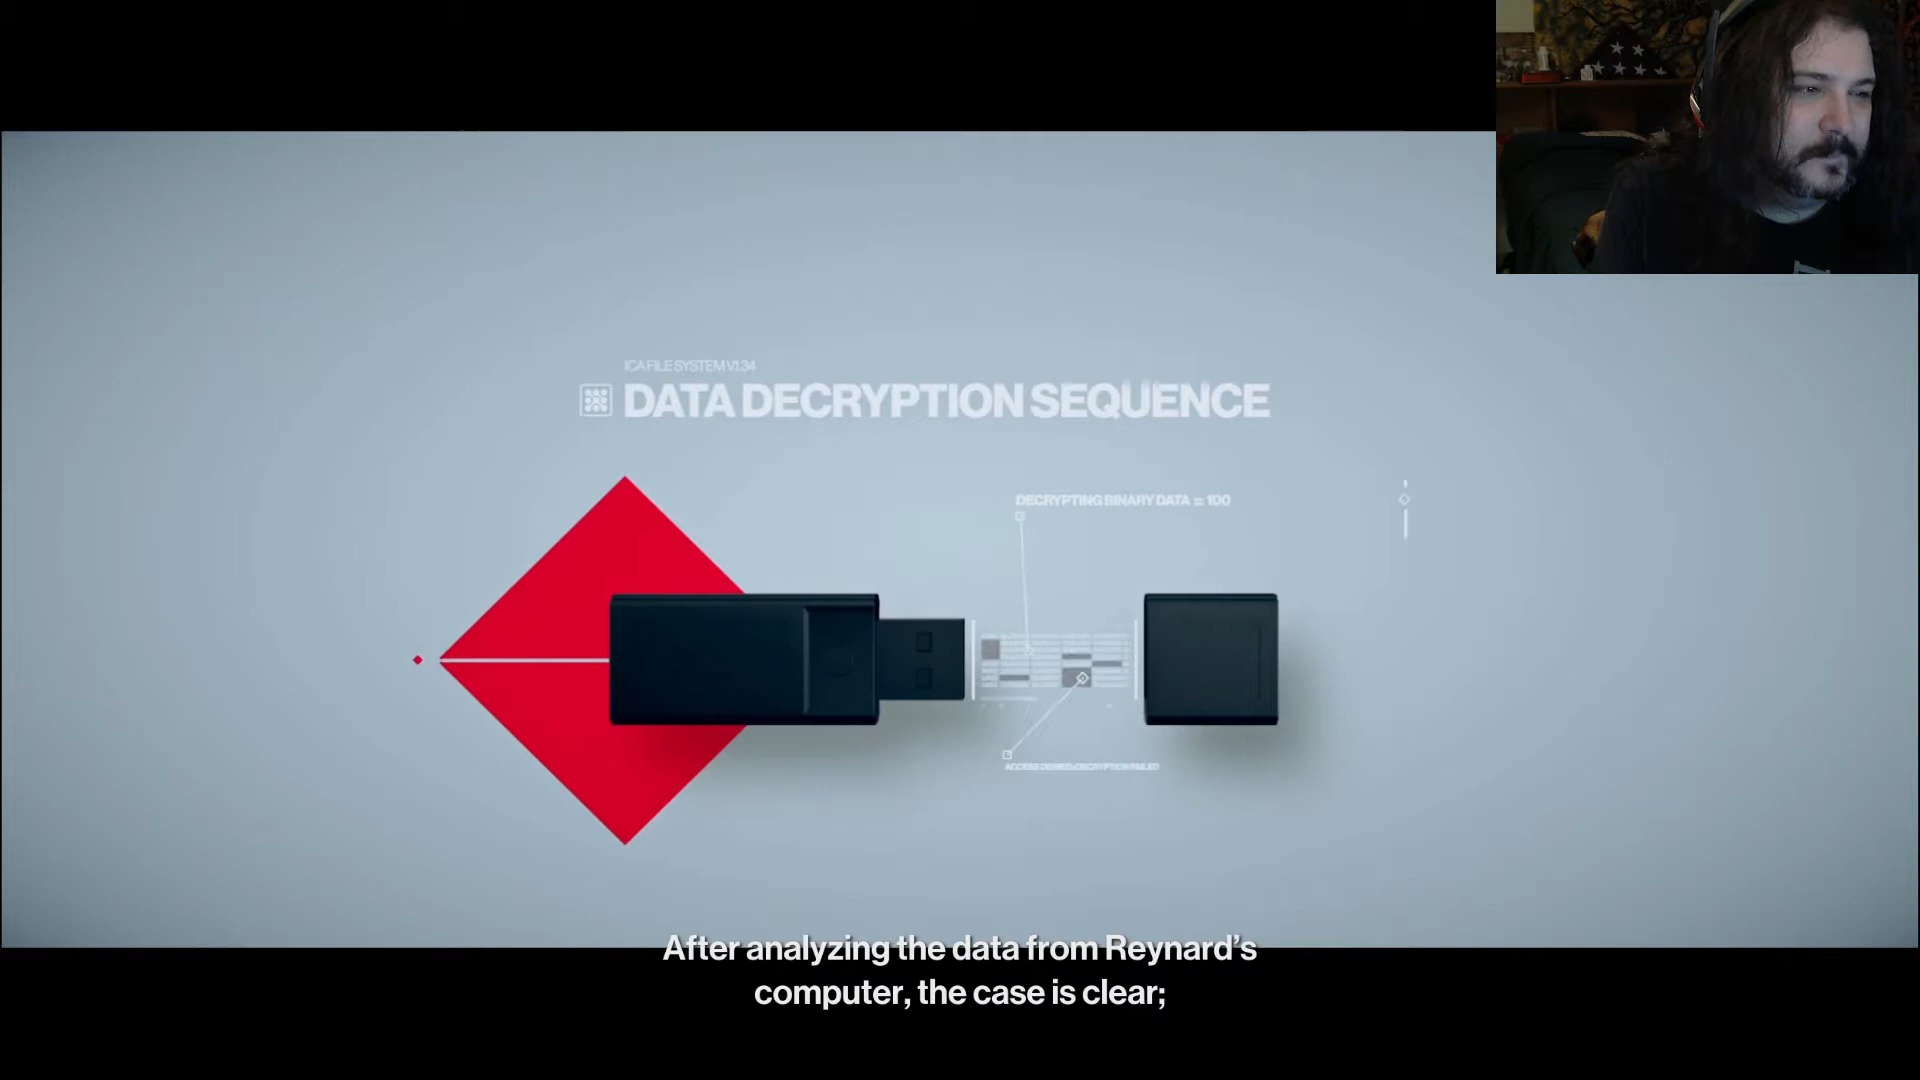 ICA FILE SYSTEM V.1.34
DATA DECRYPTION SEQUENCE
DECRYPTING BINARY DATA = 100
After analyzing the data from Reynard’s
computer, the case is clear;